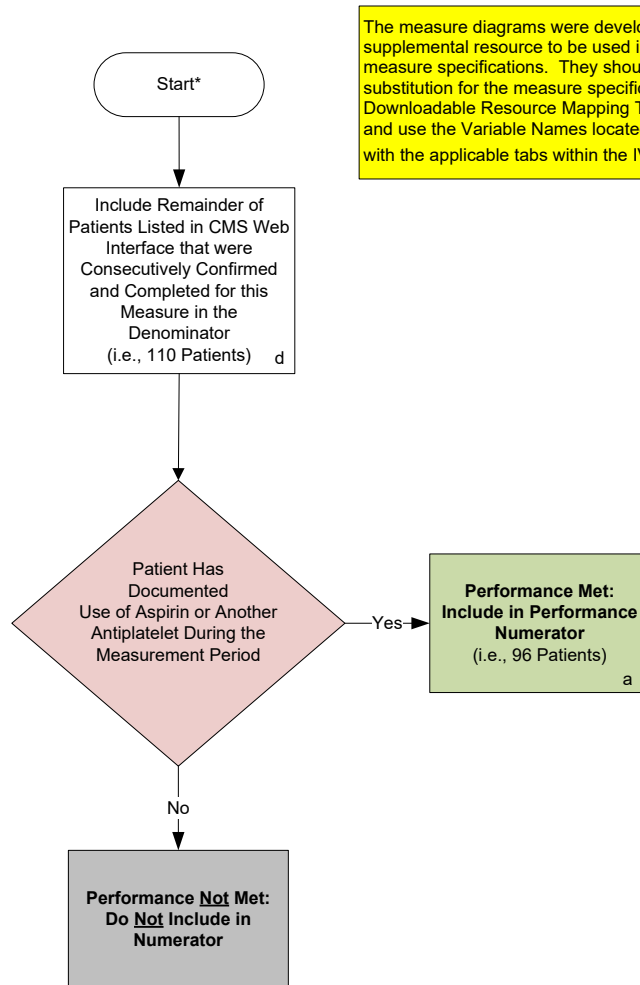 Start*
The measure diagrams were develo
supplemental resource to be used i
measure specifications. They shou
substitution for the measure specific
Downloadable Resource Mapping T
and use the Variable Names locate
with the applicable tabs within the I
Include Remainder of
Patients Listed in CMS Web
Interface that were
Consecutively Confirmed
and Completed for this
Measure in the
Denominator
(i.e., 110 Patients) d
Patient Has
Documented
Use of Aspirin or Another
Antiplatelet During the
Measurement Period
Yes
Performance Met:
Include in Performance
Numerator
(i.e., 96 Patients)
a
No
Performance Not Met:
Do Not Include in
Numerator